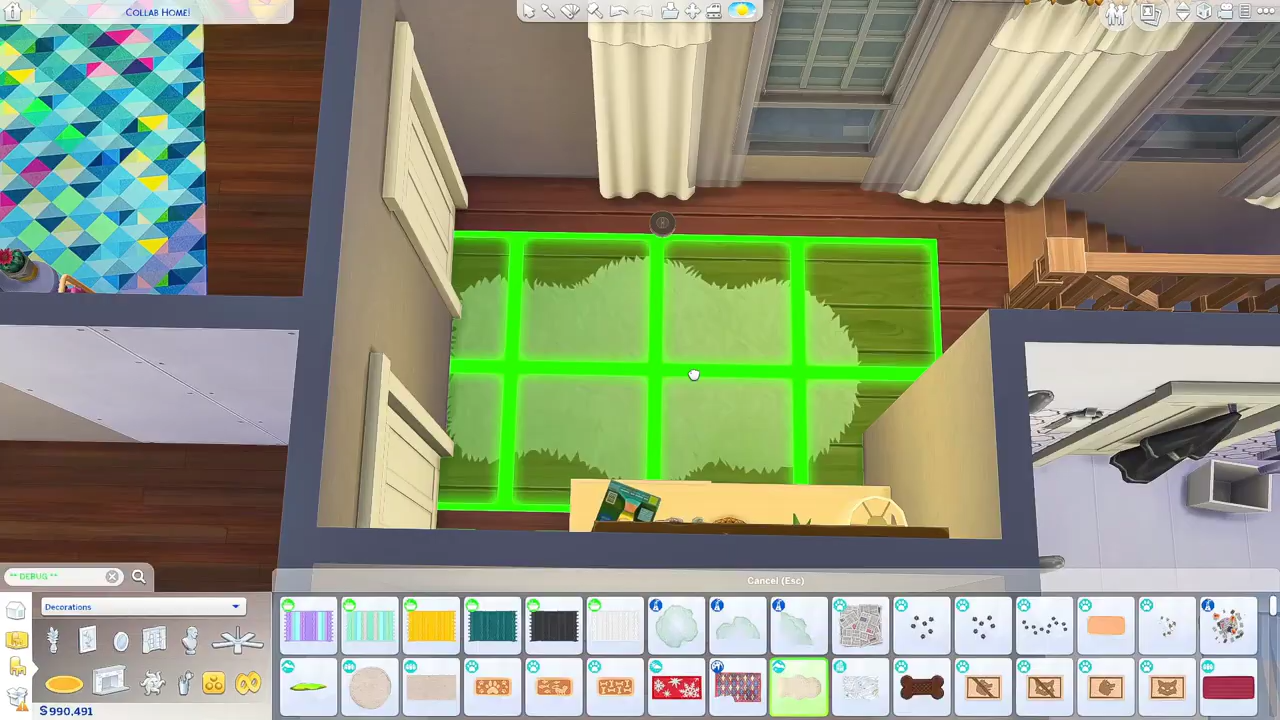 COLLAB HOME!
Cancel (Esc)
** DEBUG **
Decorations
$990,491